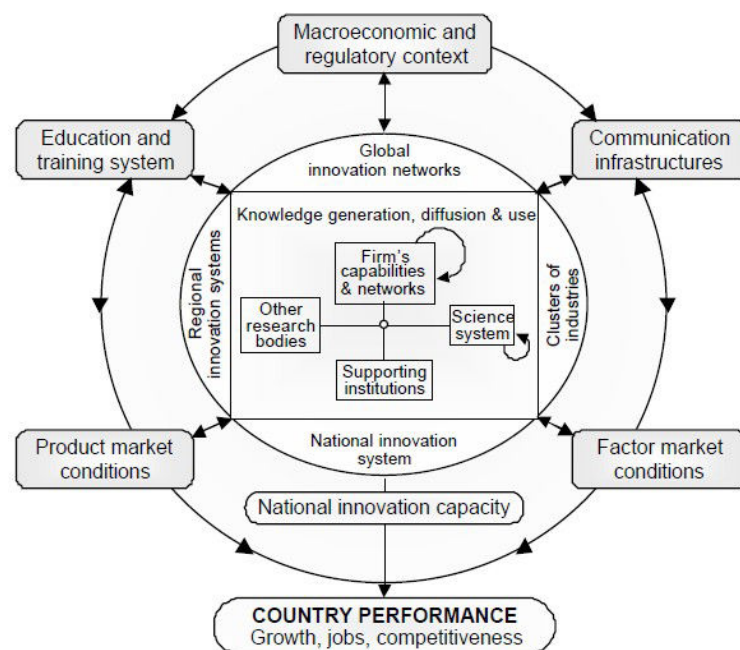 Macroeconomic and
regulatory context
Education and
training system
Communication
infrastructures
Global
innovation networks
Knowledge generation, diffusion & use
Regional
innovation systems
Firm's
capabilities
& networks
Clusters of
industries
Other
research
bodies
Science
system
Supporting
institutions
Product market
conditions
National innovation
system
Factor market
conditions
National innovation capacity
COUNTRY PERFORMANCE
Growth, jobs, competitiveness